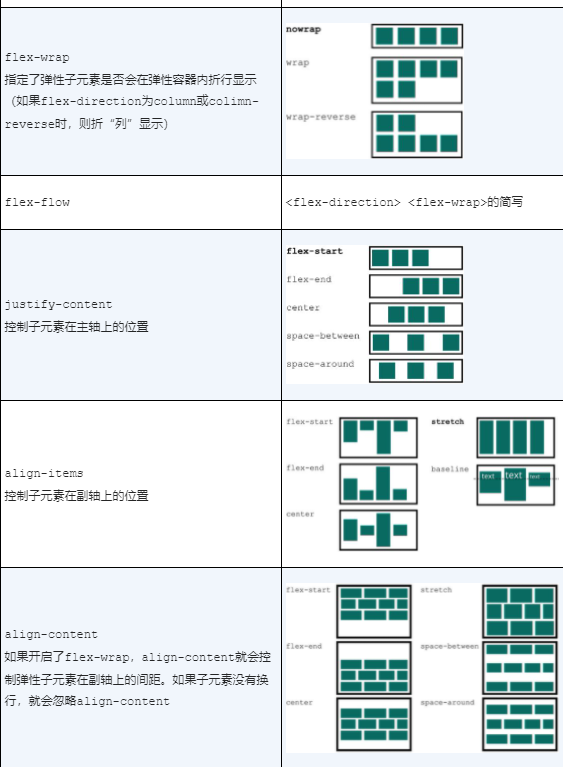 flex-wrap
指定了弹性子元素是否会在弹性容器内折行显示
（如果flex-direction为column或colimn-
reverse时，则折“列”显示）
nowrap
wrap
wrap-reverse
flex-flow
<flex-direction> <flex-wrap>的简写
justify-content
控制子元素在主轴上的位置
flex-start
flex-end
center
space-between
space-around
align-items
控制子元素在副轴上的位置
flex-start
stretch
flex-end
baseline
text text text
center
align-content
如果开启了flex-wrap，align-content就会控
制弹性子元素在副轴上的间距。如果子元素没有换
行，就会忽略align-content
flex-start
stretch
flex-end
space-between
center
space-around